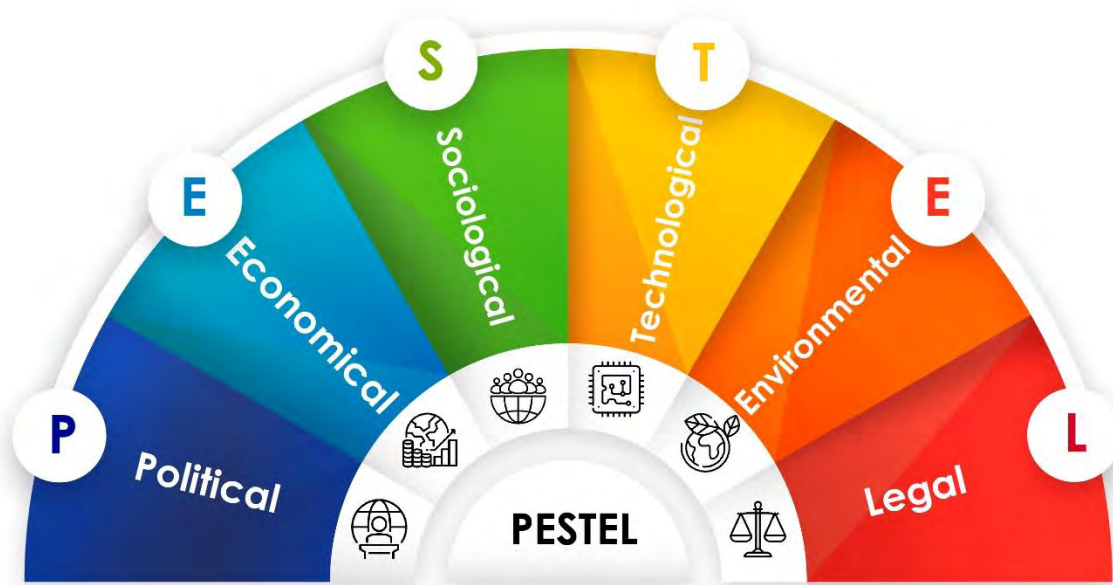 P
Political
E
Economical
S
Sociological
T
Technological
E
Environmental
L
Legal
PESTEL